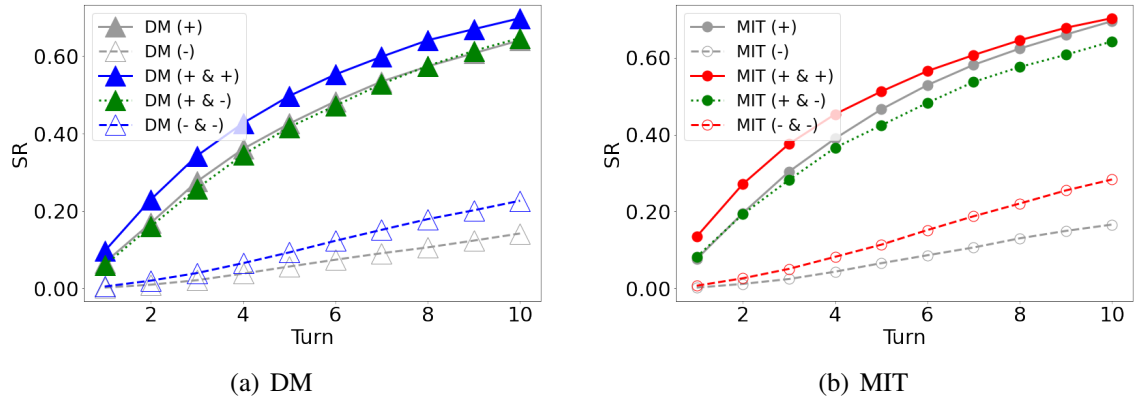 DM (+)
DM (-)
DM (+ & +)
DM (+ & -)
DM (- & -)
0.60
0.40
0.20
0.00
SR
2 4 6 8 10
Turn
(a) DM
MIT (+)
MIT (-)
MIT (+ & +)
MIT (+ & -)
MIT (- & -)
0.60
0.40
0.20
0.00
SR
2 4 6 8 10
Turn
(b) MIT